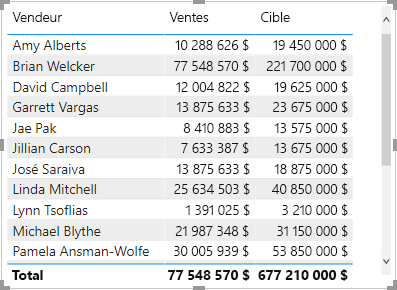 Vendeur Ventes Cible
Amy Alberts 10 288 626 $ 19 450 000 $
Brian Welcker 77 548 570 $ 221 700 000 $
David Campbell 12 004 822 $ 19 625 000 $
Garrett Vargas 13 875 633 $ 23 675 000 $
Jae Pak 8 410 883 $ 13 575 000 $
Jillian Carson 7 633 387 $ 13 675 000 $
José Saraiva 13 875 633 $ 18 875 000 $
Linda Mitchell 25 634 503 $ 40 850 000 $
Lynn Tsoflias 1 391 025 $ 3 210 000 $
Michael Blythe 21 987 348 $ 31 150 000 $
Pamela Ansman-Wolfe 30 005 939 $ 53 850 000 $
Total 77 548 570 $ 677 210 000 $